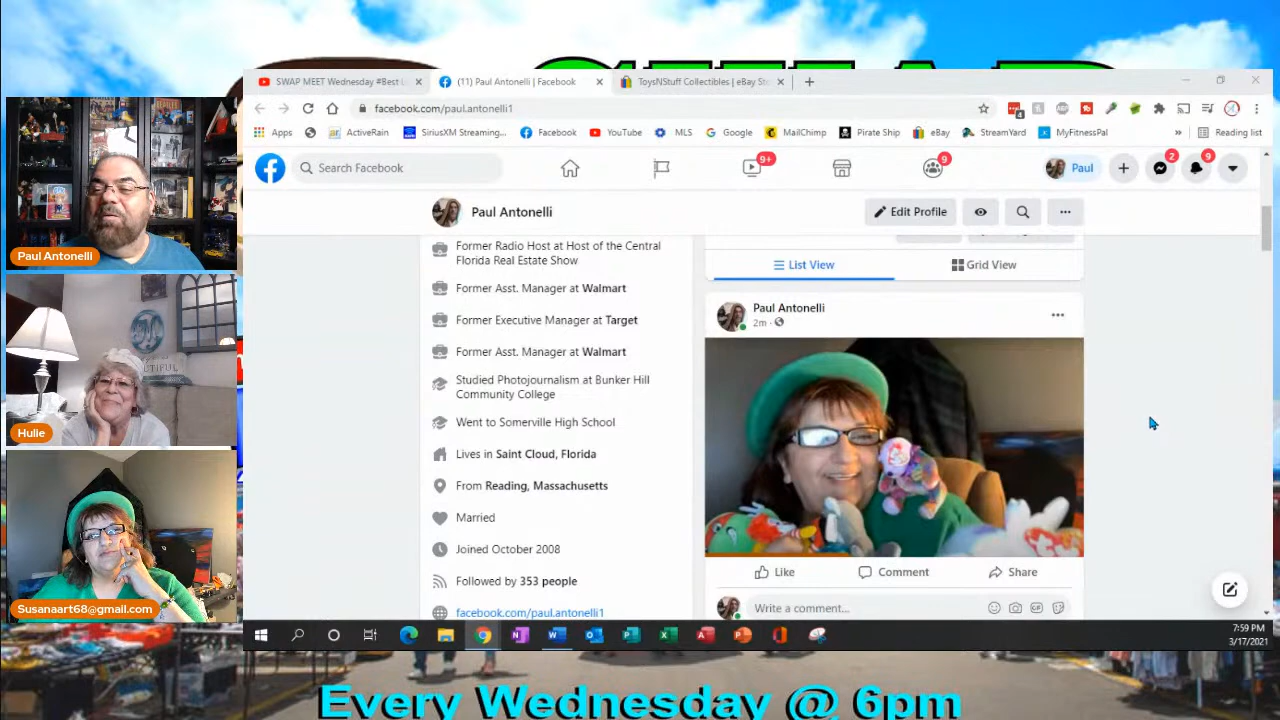 SWAP MEET Wednesday #Best L
(11) Paul Antonelli | Facebook
ToysNStuff Collectibles | eBay Sto
facebook.com/paul.antonelli1
Apps
ActiveRain
SiriusXM Streaming...
Facebook
YouTube
MLS
Google
MailChimp
Pirate Ship
eBay
StreamYard
MyFitnessPal
Reading list
Search Facebook
9+
9
Paul
2
9
Paul Antonelli
Edit Profile
Former Radio Host at Host of the Central
Florida Real Estate Show
Former Asst. Manager at Walmart
Former Executive Manager at Target
Former Asst. Manager at Walmart
Studied Photojournalism at Bunker Hill
Community College
Went to Somerville High School
Lives in Saint Cloud, Florida
From Reading, Massachusetts
Married
Joined October 2008
Followed by 353 people
facebook.com/paul.antonelli1
List View
Grid View
Paul Antonelli
2m
Like
Comment
Share
Write a comment...
7:59 PM
3/17/2021
Paul Antonelli
Hulie
Susanaart68@gmail.com
Every Wednesday @ 6pm